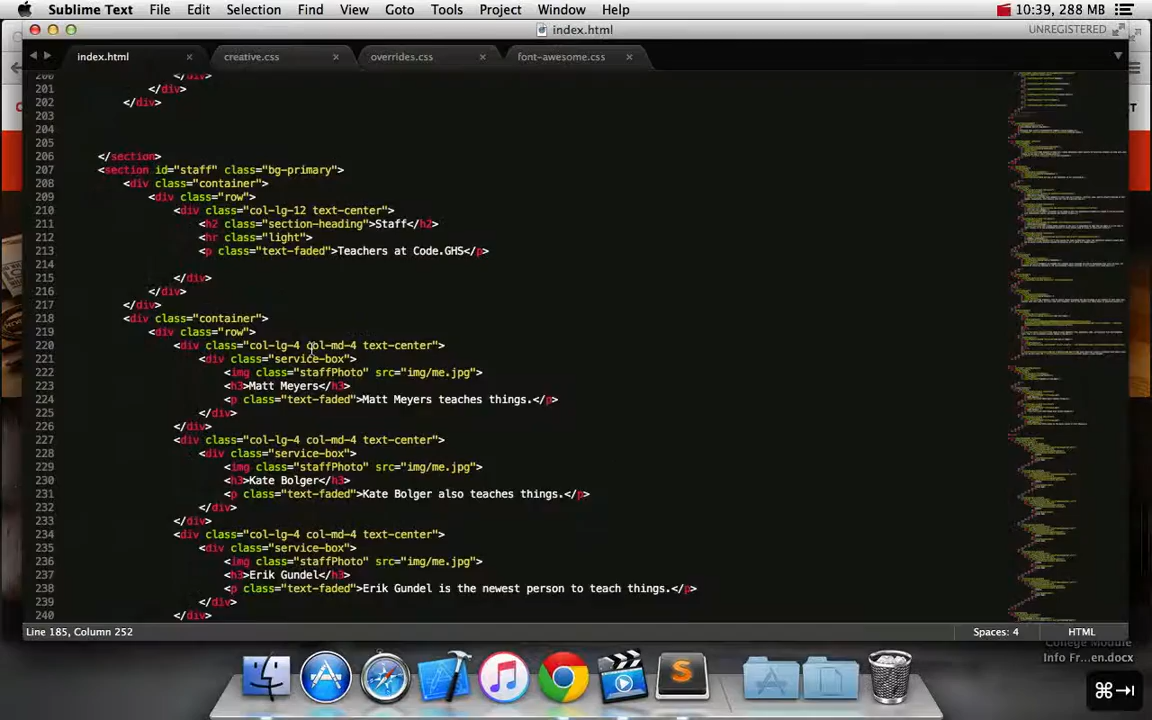 Sublime Text File Edit Selection Find View Goto Tools Project Window Help 10:39, 288 MB
index.html UNREGISTERED
index.html creative.css overrides.css font-awesome.css
200 </div>
201 </div>
202 </div>
203
204
205
206 </section>
207 <section id="staff" class="bg-primary">
208 <div class="container">
209 <div class="row">
210 <div class="col-lg-12 text-center">
211 <h2 class="section-heading">Staff</h2>
212 <hr class="light">
213 <p class="text-faded">Teachers at Code.GHS</p>
214
215 </div>
216 </div>
217 </div>
218 <div class="container">
219 <div class="row">
220 <div class="col-lg-4 col-md-4 text-center">
221 <div class="service-box">
222 <img class="staffPhoto" src="img/me.jpg">
223 <h3>Matt Meyers</h3>
224 <p class="text-faded">Matt Meyers teaches things.</p>
225 </div>
226 </div>
227 <div class="col-lg-4 col-md-4 text-center">
228 <div class="service-box">
229 <img class="staffPhoto" src="img/me.jpg">
230 <h3>Kate Bolger</h3>
231 <p class="text-faded">Kate Bolger also teaches things.</p>
232 </div>
233 </div>
234 <div class="col-lg-4 col-md-4 text-center">
235 <div class="service-box">
236 <img class="staffPhoto" src="img/me.jpg">
237 <h3>Erik Gundel</h3>
238 <p class="text-faded">Erik Gundel is the newest person to teach things.</p>
239 </div>
240 </div>
Line 185, Column 252 Spaces: 4 HTML
Info Fr...en.docx